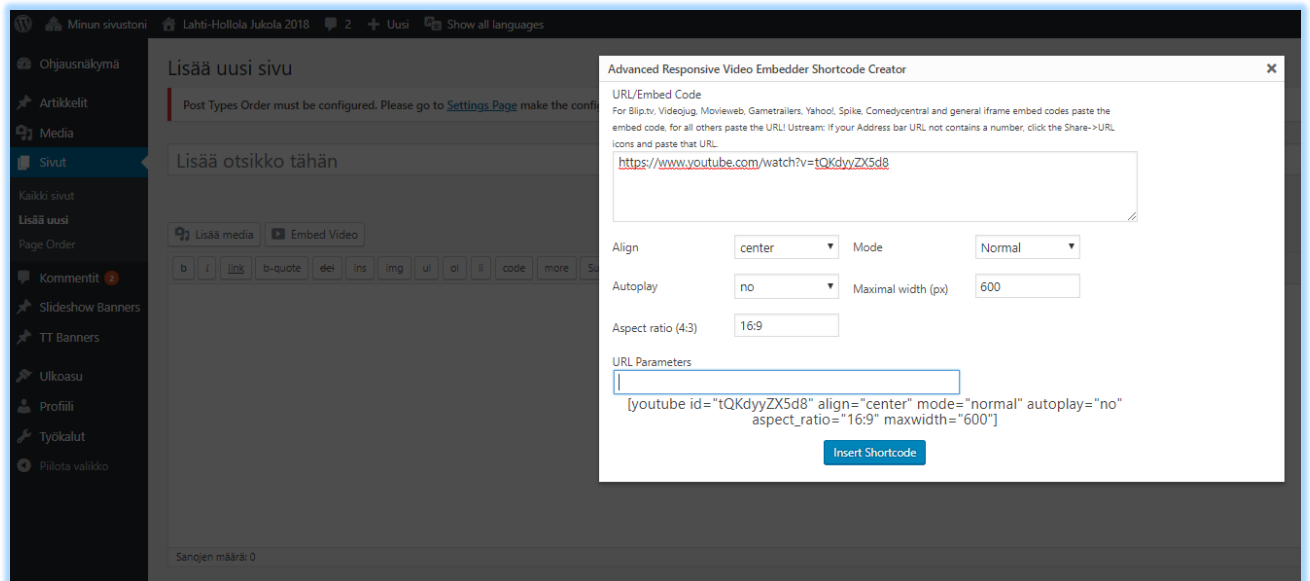 Minun sivustoni Lahti-Hollola Jukola 2018 2 Uusi Show all languages
Ohjausnäkymä
Artikkelit
Media
Sivut
Kaikki sivut
Lisää uusi
Page Order
Kommentit 2
Slideshow Banners
TT Banners
Ulkoasu
Profiili
Työkalut
Piilota valikko
Lisää uusi sivu
Post Types Order must be configured. Please go to Settings Page make the confi
Lisää otsikko tähän
Lisää media Embed Video
b i link b-quote del ins img ul ol li code more Su
Sanojen määrä: 0
Advanced Responsive Video Embedder Shortcode Creator
URL/Embed Code
For Blip.tv, Videojug, Movieweb, Gametrailers, Yahoo!, Spike, Comedycentral and general iframe embed codes paste the
embed code, for all others paste the URL! Ustream: If your Address bar URL not contains a number, click the Share->URL
icons and paste that URL.
https://www.youtube.com/watch?v=tQKdyyZX5d8
Align center Mode Normal
Autoplay no Maximal width (px) 600
Aspect ratio (4:3) 16:9
URL Parameters
[youtube id="tQKdyyZX5d8" align="center" mode="normal" autoplay="no"
aspect_ratio="16:9" maxwidth="600"]
Insert Shortcode